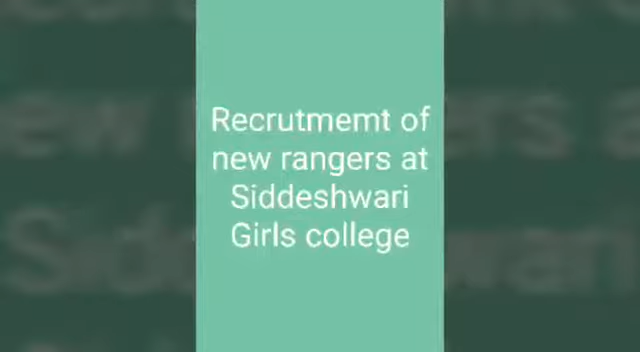 Recrutmemt of
new rangers at
Siddeshwari
Girls college